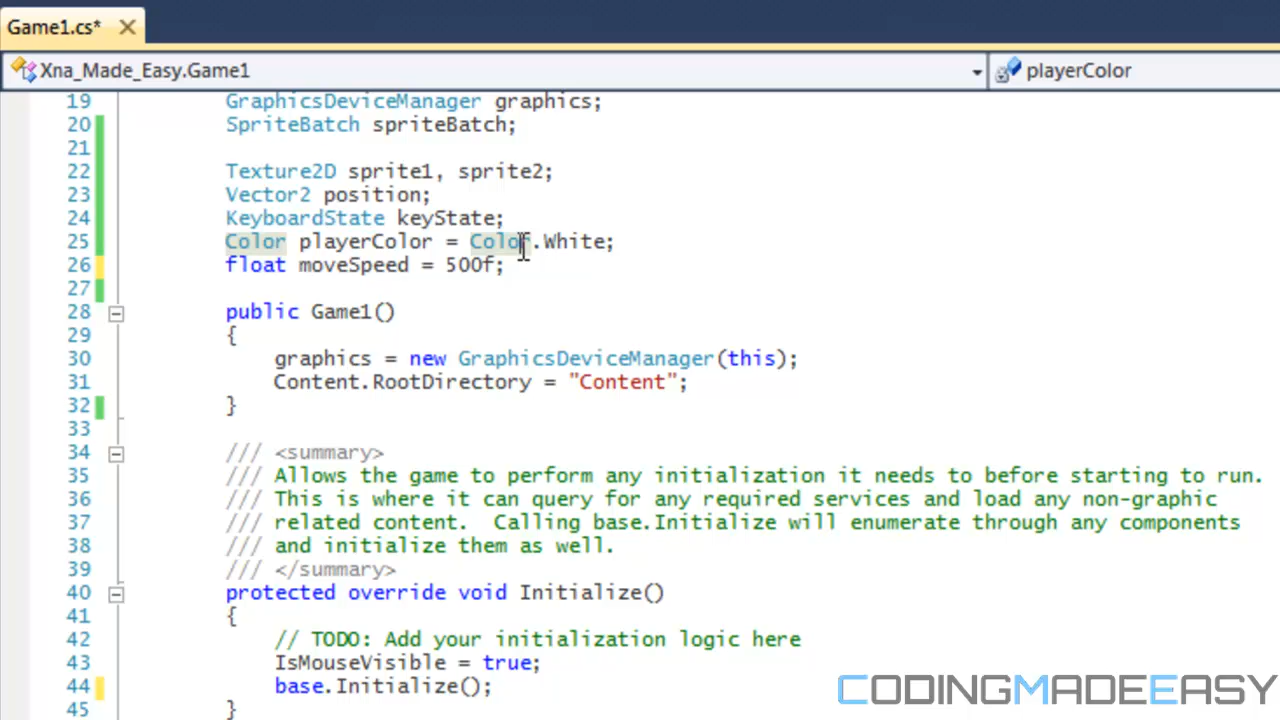 Game1.cs*
Xna_Made_Easy.Game1 playerColor
19 GraphicsDeviceManager graphics;
20 SpriteBatch spriteBatch;
21
22 Texture2D sprite1, sprite2;
23 Vector2 position;
24 KeyboardState keyState;
25 Color playerColor = Color.White;
26 float moveSpeed = 500f;
27
28 public Game1()
29 {
30 graphics = new GraphicsDeviceManager(this);
31 Content.RootDirectory = "Content";
32 }
33
34 /// <summary>
35 /// Allows the game to perform any initialization it needs to before starting to run.
36 /// This is where it can query for any required services and load any non-graphic
37 /// related content.  Calling base.Initialize will enumerate through any components
38 /// and initialize them as well.
39 /// </summary>
40 protected override void Initialize()
41 {
42 // TODO: Add your initialization logic here
43 IsMouseVisible = true;
44 base.Initialize();
45 }
CODINGMADEEASY